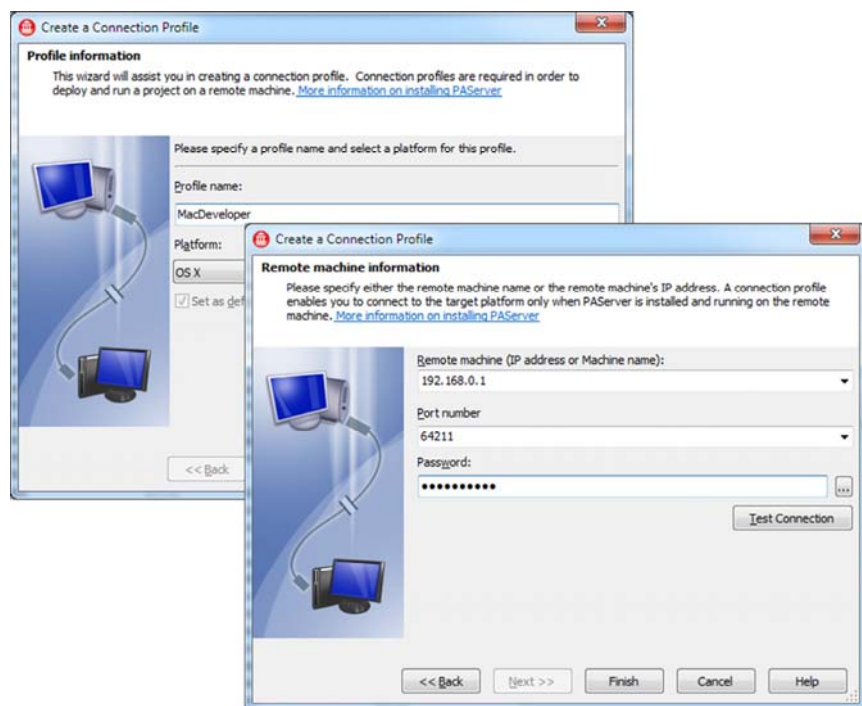 Create a Connection Profile
Profile information
This wizard will assist you in creating a connection profile. Connection profiles are required in order to
deploy and run a project on a remote machine. More information on installing PAServer
Please specify a profile name and select a platform for this profile.
Profile name:
MacDeveloper
Platform:
OS X
Set as def
<< Back
Create a Connection Profile
Remote machine information
Please specify either the remote machine name or the remote machine's IP address. A connection profile
enables you to connect to the target platform only when PAServer is installed and running on the remote
machine. More information on installing PAServer
Remote machine (IP address or Machine name):
192.168.0.1
Port number
64211
Password:
••••••••••
...
Test Connection
<< Back
Next >>
Finish
Cancel
Help